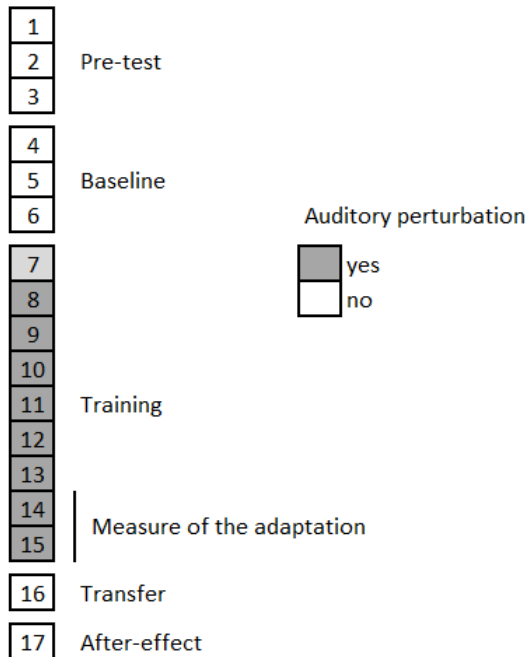 1
2 Pre-test
3
4
5 Baseline
6
Auditory perturbation
7 yes
8 no
9
10
11 Training
12
13
14
Measure of the adaptation
15
16 Transfer
17 After-effect